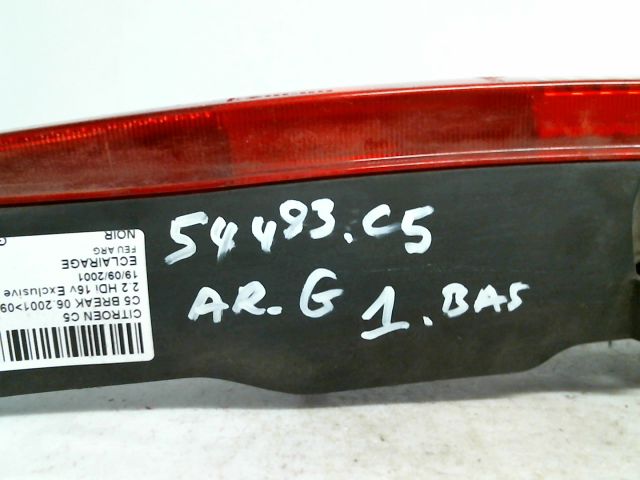 54493.C5
AR.G 1.BAS
CITROEN C5
C5 BREAK 06.2001>09
2.2 HDI 16v Exclusive
19/09/2001
ECLAIRAGE
FEU ARG
NOIR